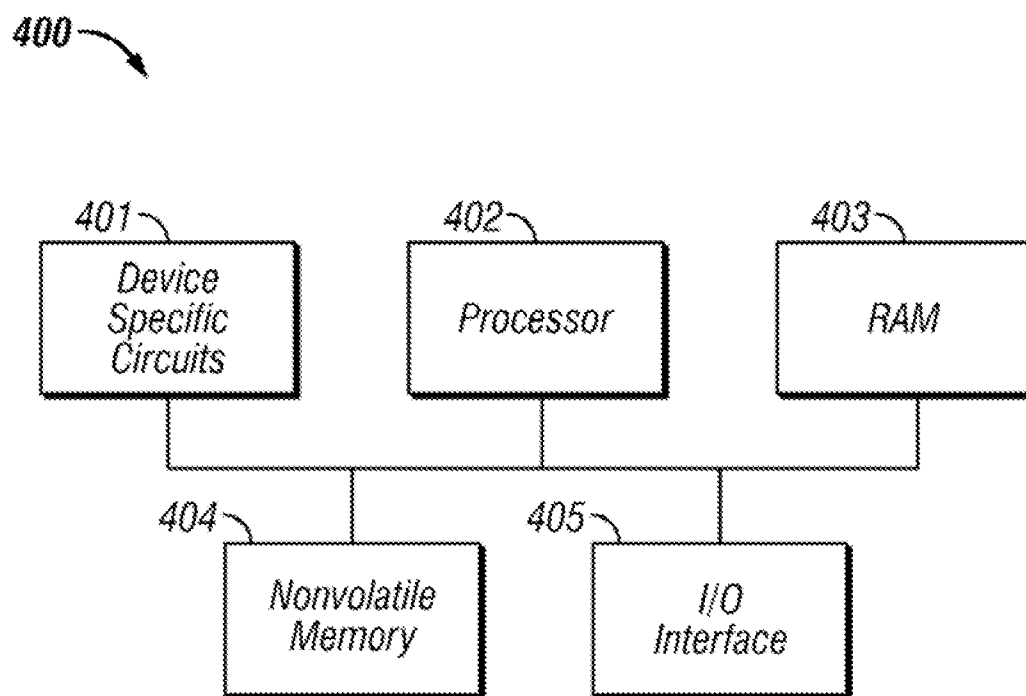 400
401
402
403
Device
Specific
Circuits
Processor
RAM
404
405
Nonvolatile
Memory
I/O
Interface